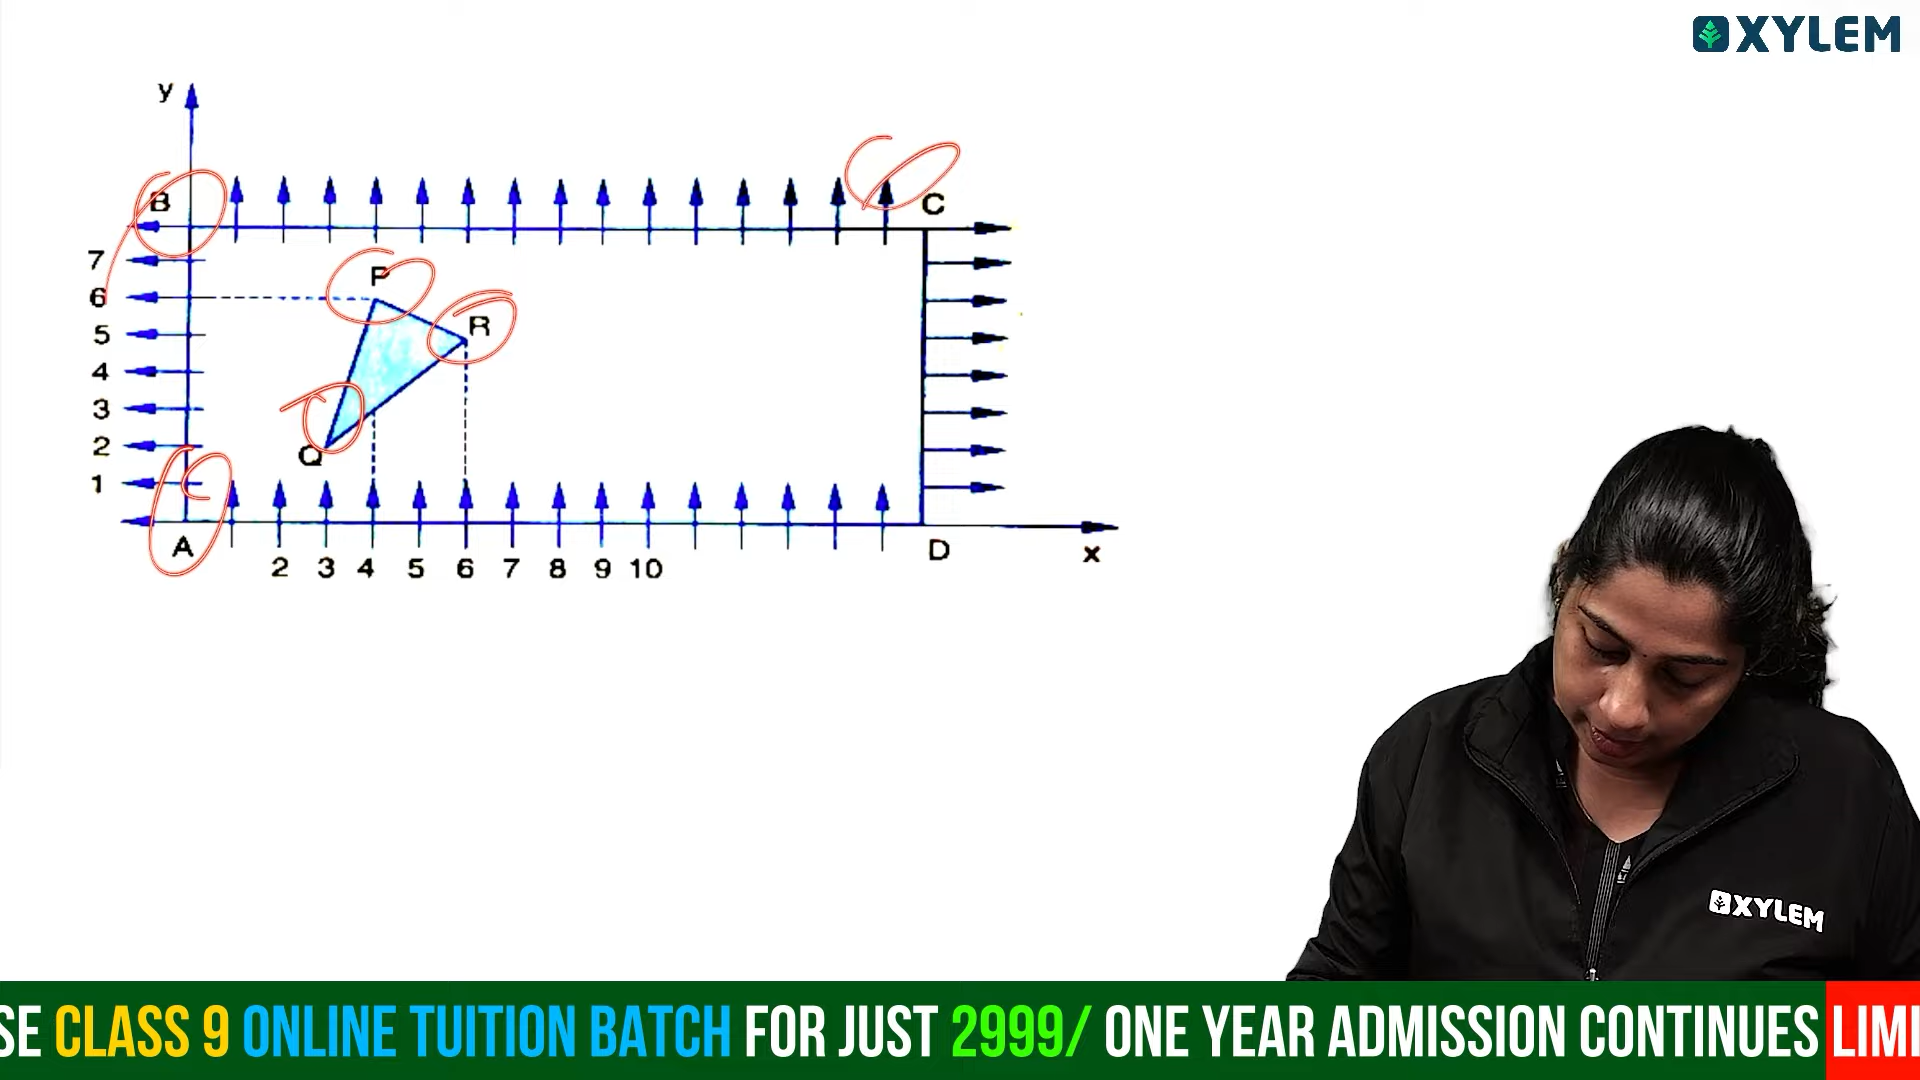 XYLEM
y
B
C
7
P
6
R
5
4
3
2
Q
1
A
D
x
2 3 4 5 6 7 8 9 10
XYLEM
SE CLASS 9 ONLINE TUITION BATCH FOR JUST 2999/ ONE YEAR ADMISSION CONTINUES LIMI